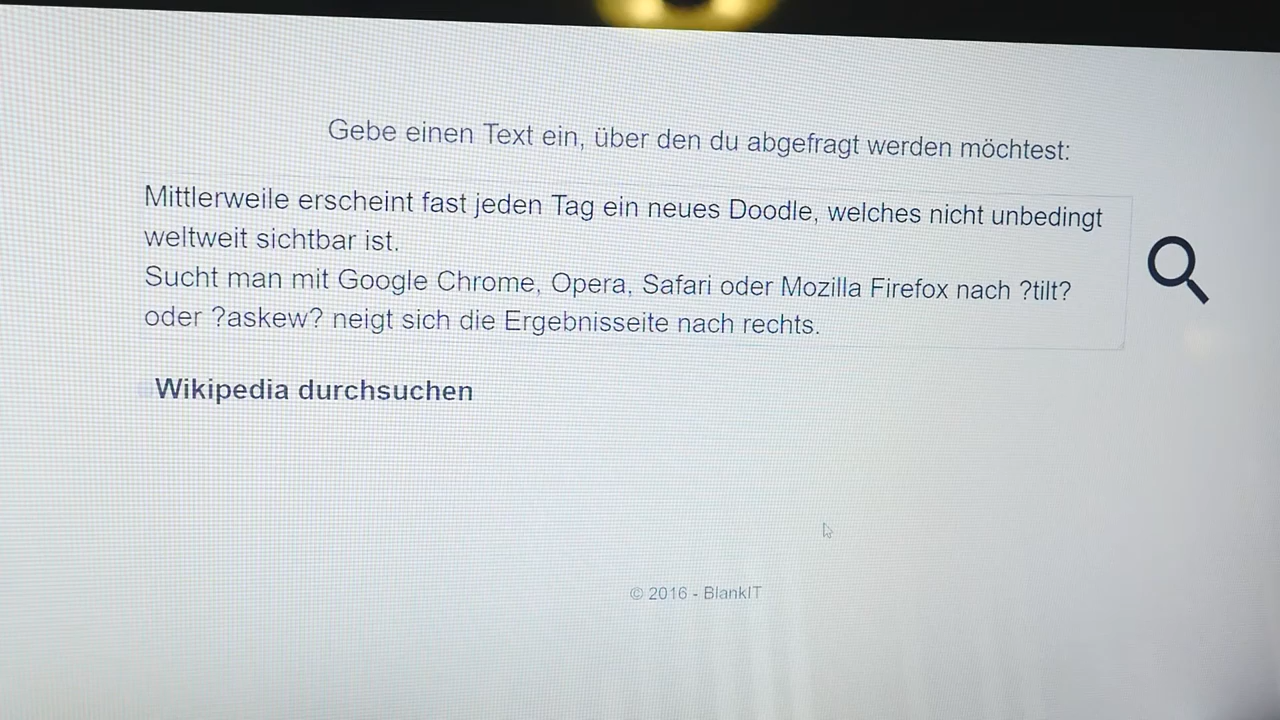 Gebe einen Text ein, über den du abgefragt werden möchtest:
Mittlerweile erscheint fast jeden Tag ein neues Doodle, welches nicht unbedingt
weltweit sichtbar ist.
Sucht man mit Google Chrome, Opera, Safari oder Mozilla Firefox nach ?tilt?
oder ?askew? neigt sich die Ergebnisseite nach rechts.
Wikipedia durchsuchen
© 2016 - BlankIT